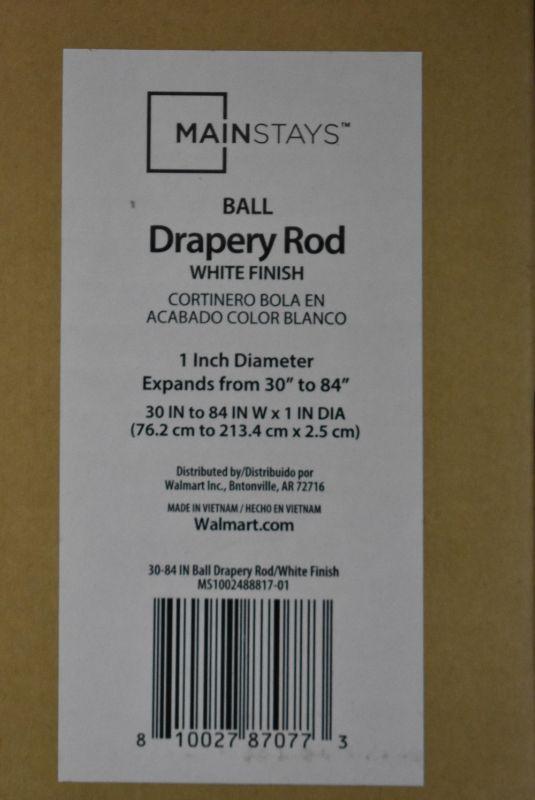 MAINSTAYS™
BALL
Drapery Rod
WHITE FINISH
CORTINERO BOLA EN
ACABADO COLOR BLANCO
1 Inch Diameter
Expands from 30” to 84”
30 IN to 84 IN W x 1 IN DIA
(76.2 cm to 213.4 cm x 2.5 cm)
Distributed by/Distribuido por
Walmart Inc., Bntonville, AR 72716
MADE IN VIETNAM / HECHO EN VIETNAM
Walmart.com
30-84 IN Ball Drapery Rod/White Finish
MS1002488817-01
8 10027 87077 3